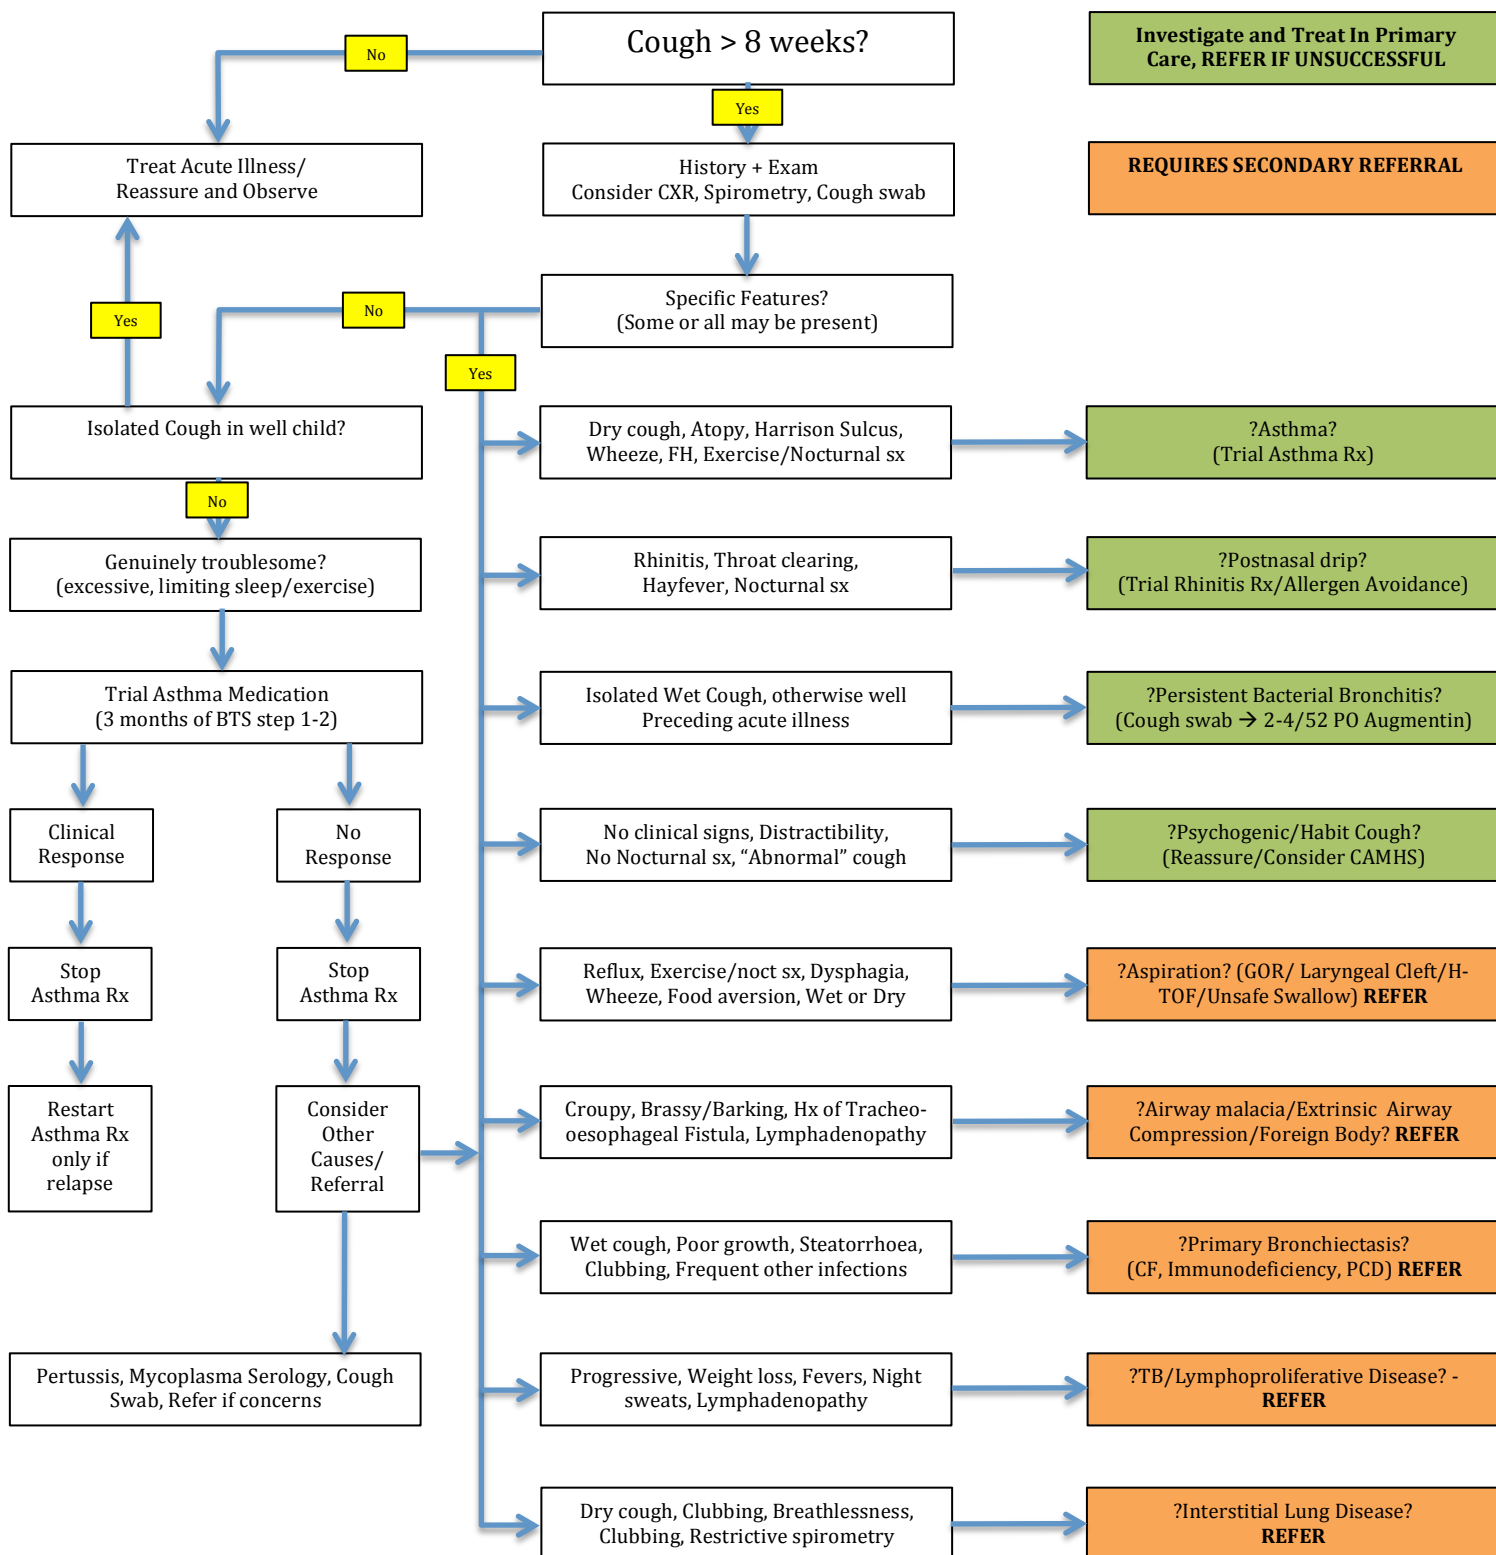 Cough > 8 weeks?
Investigate and Treat In Primary
Care, REFER IF UNSUCCESSFUL
No
Yes
Treat Acute Illness/
Reassure and Observe
History + Exam
Consider CXR, Spirometry, Cough swab
REQUIRES SECONDARY REFERRAL
Specific Features?
(Some or all may be present)
No
Yes
Yes
Isolated Cough in well child?
Dry cough, Atopy, Harrison Sulcus,
Wheeze, FH, Exercise/Nocturnal sx
?Asthma?
(Trial Asthma Rx)
No
Genuinely troublesome?
(excessive, limiting sleep/exercise)
Rhinitis, Throat clearing,
Hayfever, Nocturnal sx
?Postnasal drip?
(Trial Rhinitis Rx/Allergen Avoidance)
Trial Asthma Medication
(3 months of BTS step 1-2)
Isolated Wet Cough, otherwise well
Preceding acute illness
?Persistent Bacterial Bronchitis?
(Cough swab → 2-4/52 PO Augmentin)
Clinical
Response
No
Response
No clinical signs, Distractibility,
No Nocturnal sx, “Abnormal” cough
?Psychogenic/Habit Cough?
(Reassure/Consider CAMHS)
Stop
Asthma Rx
Stop
Asthma Rx
Reflux, Exercise/noct sx, Dysphagia,
Wheeze, Food aversion, Wet or Dry
?Aspiration? (GOR/ Laryngeal Cleft/H-
TOF/Unsafe Swallow) REFER
Restart
Asthma Rx
only if
relapse
Consider
Other
Causes/
Referral
Croupy, Brassy/Barking, Hx of Tracheo-
oesophageal Fistula, Lymphadenopathy
?Airway malacia/Extrinsic Airway
Compression/Foreign Body? REFER
Wet cough, Poor growth, Steatorrhoea,
Clubbing, Frequent other infections
?Primary Bronchiectasis?
(CF, Immunodeficiency, PCD) REFER
Pertussis, Mycoplasma Serology, Cough
Swab, Refer if concerns
Progressive, Weight loss, Fevers, Night
sweats, Lymphadenopathy
?TB/Lymphoproliferative Disease? -
REFER
Dry cough, Clubbing, Breathlessness,
Clubbing, Restrictive spirometry
?Interstitial Lung Disease?
REFER